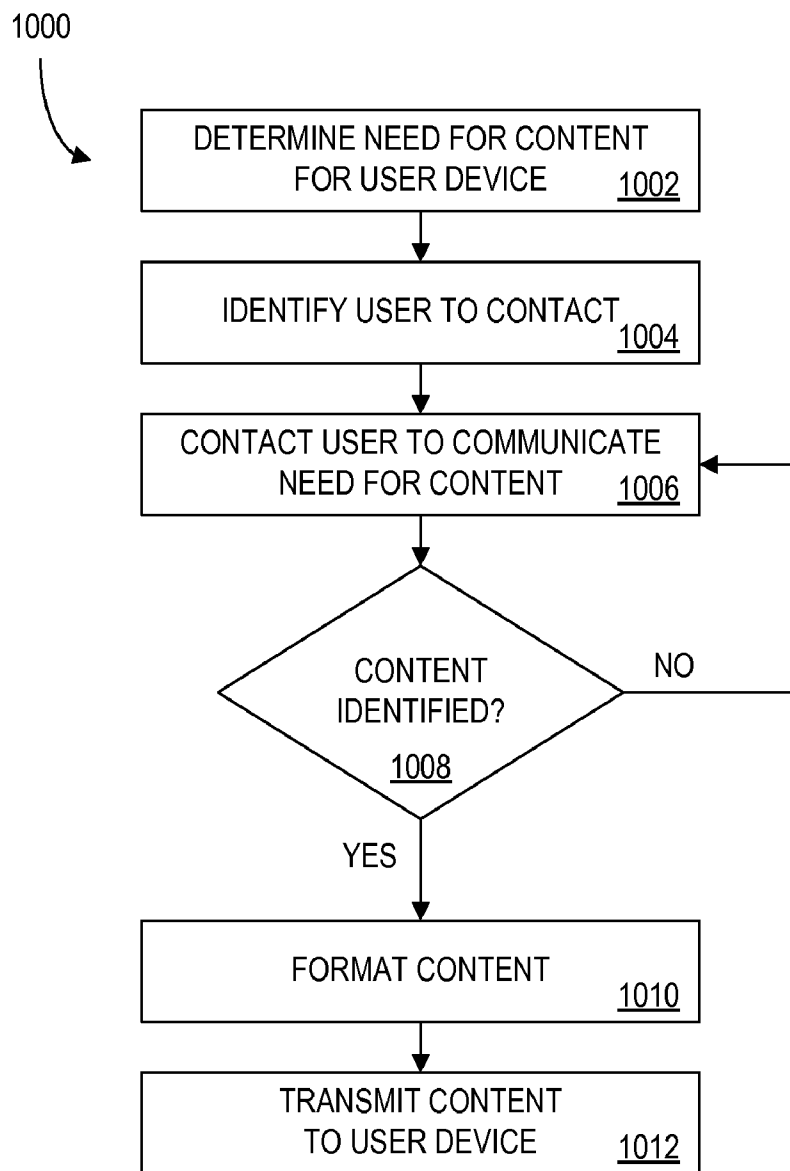 1000
DETERMINE NEED FOR CONTENT
FOR USER DEVICE
1002
IDENTIFY USER TO CONTACT
1004
CONTACT USER TO COMMUNICATE
NEED FOR CONTENT
1006
CONTENT
IDENTIFIED?
1008
NO
YES
FORMAT CONTENT
1010
TRANSMIT CONTENT
TO USER DEVICE
1012